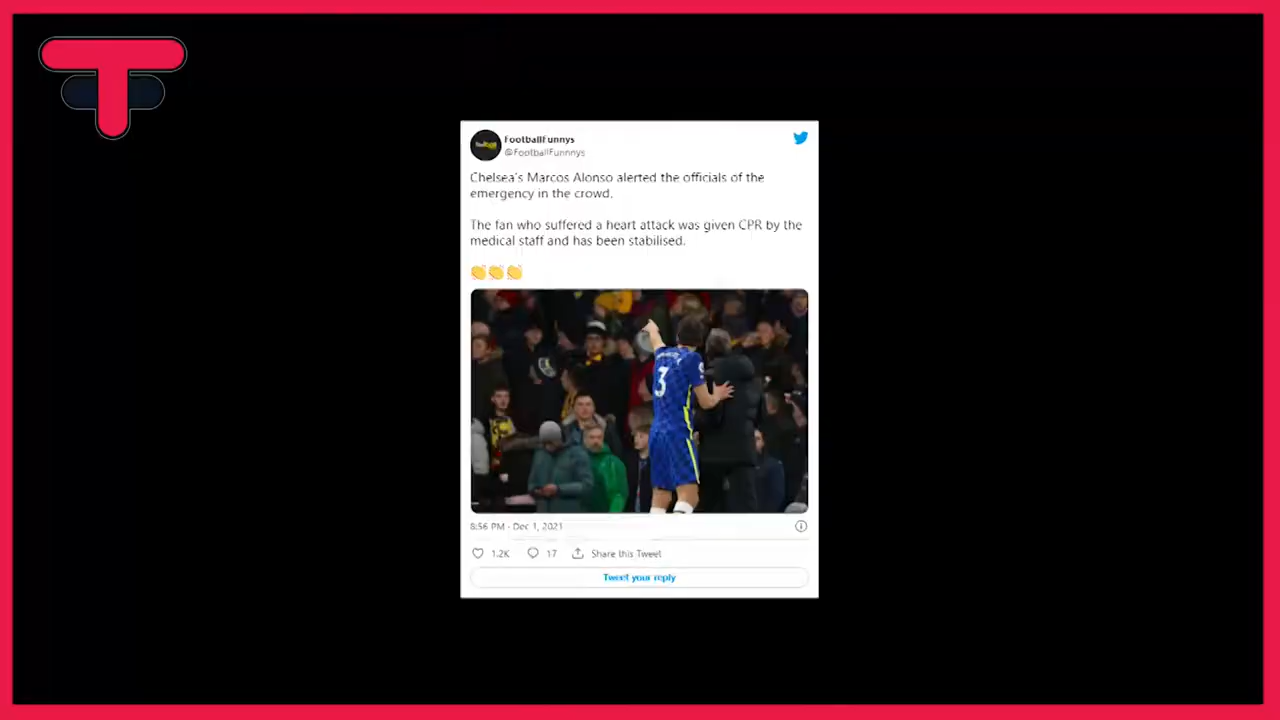 FootballFunnys
@FootballFunnnys
Chelsea's Marcos Alonso alerted the officials of the
emergency in the crowd.
The fan who suffered a heart attack was given CPR by the
medical staff and has been stabilised.
👏👏👏
3
8:56 PM · Dec 1, 2021
1.2K
17
Share this Tweet
Tweet your reply